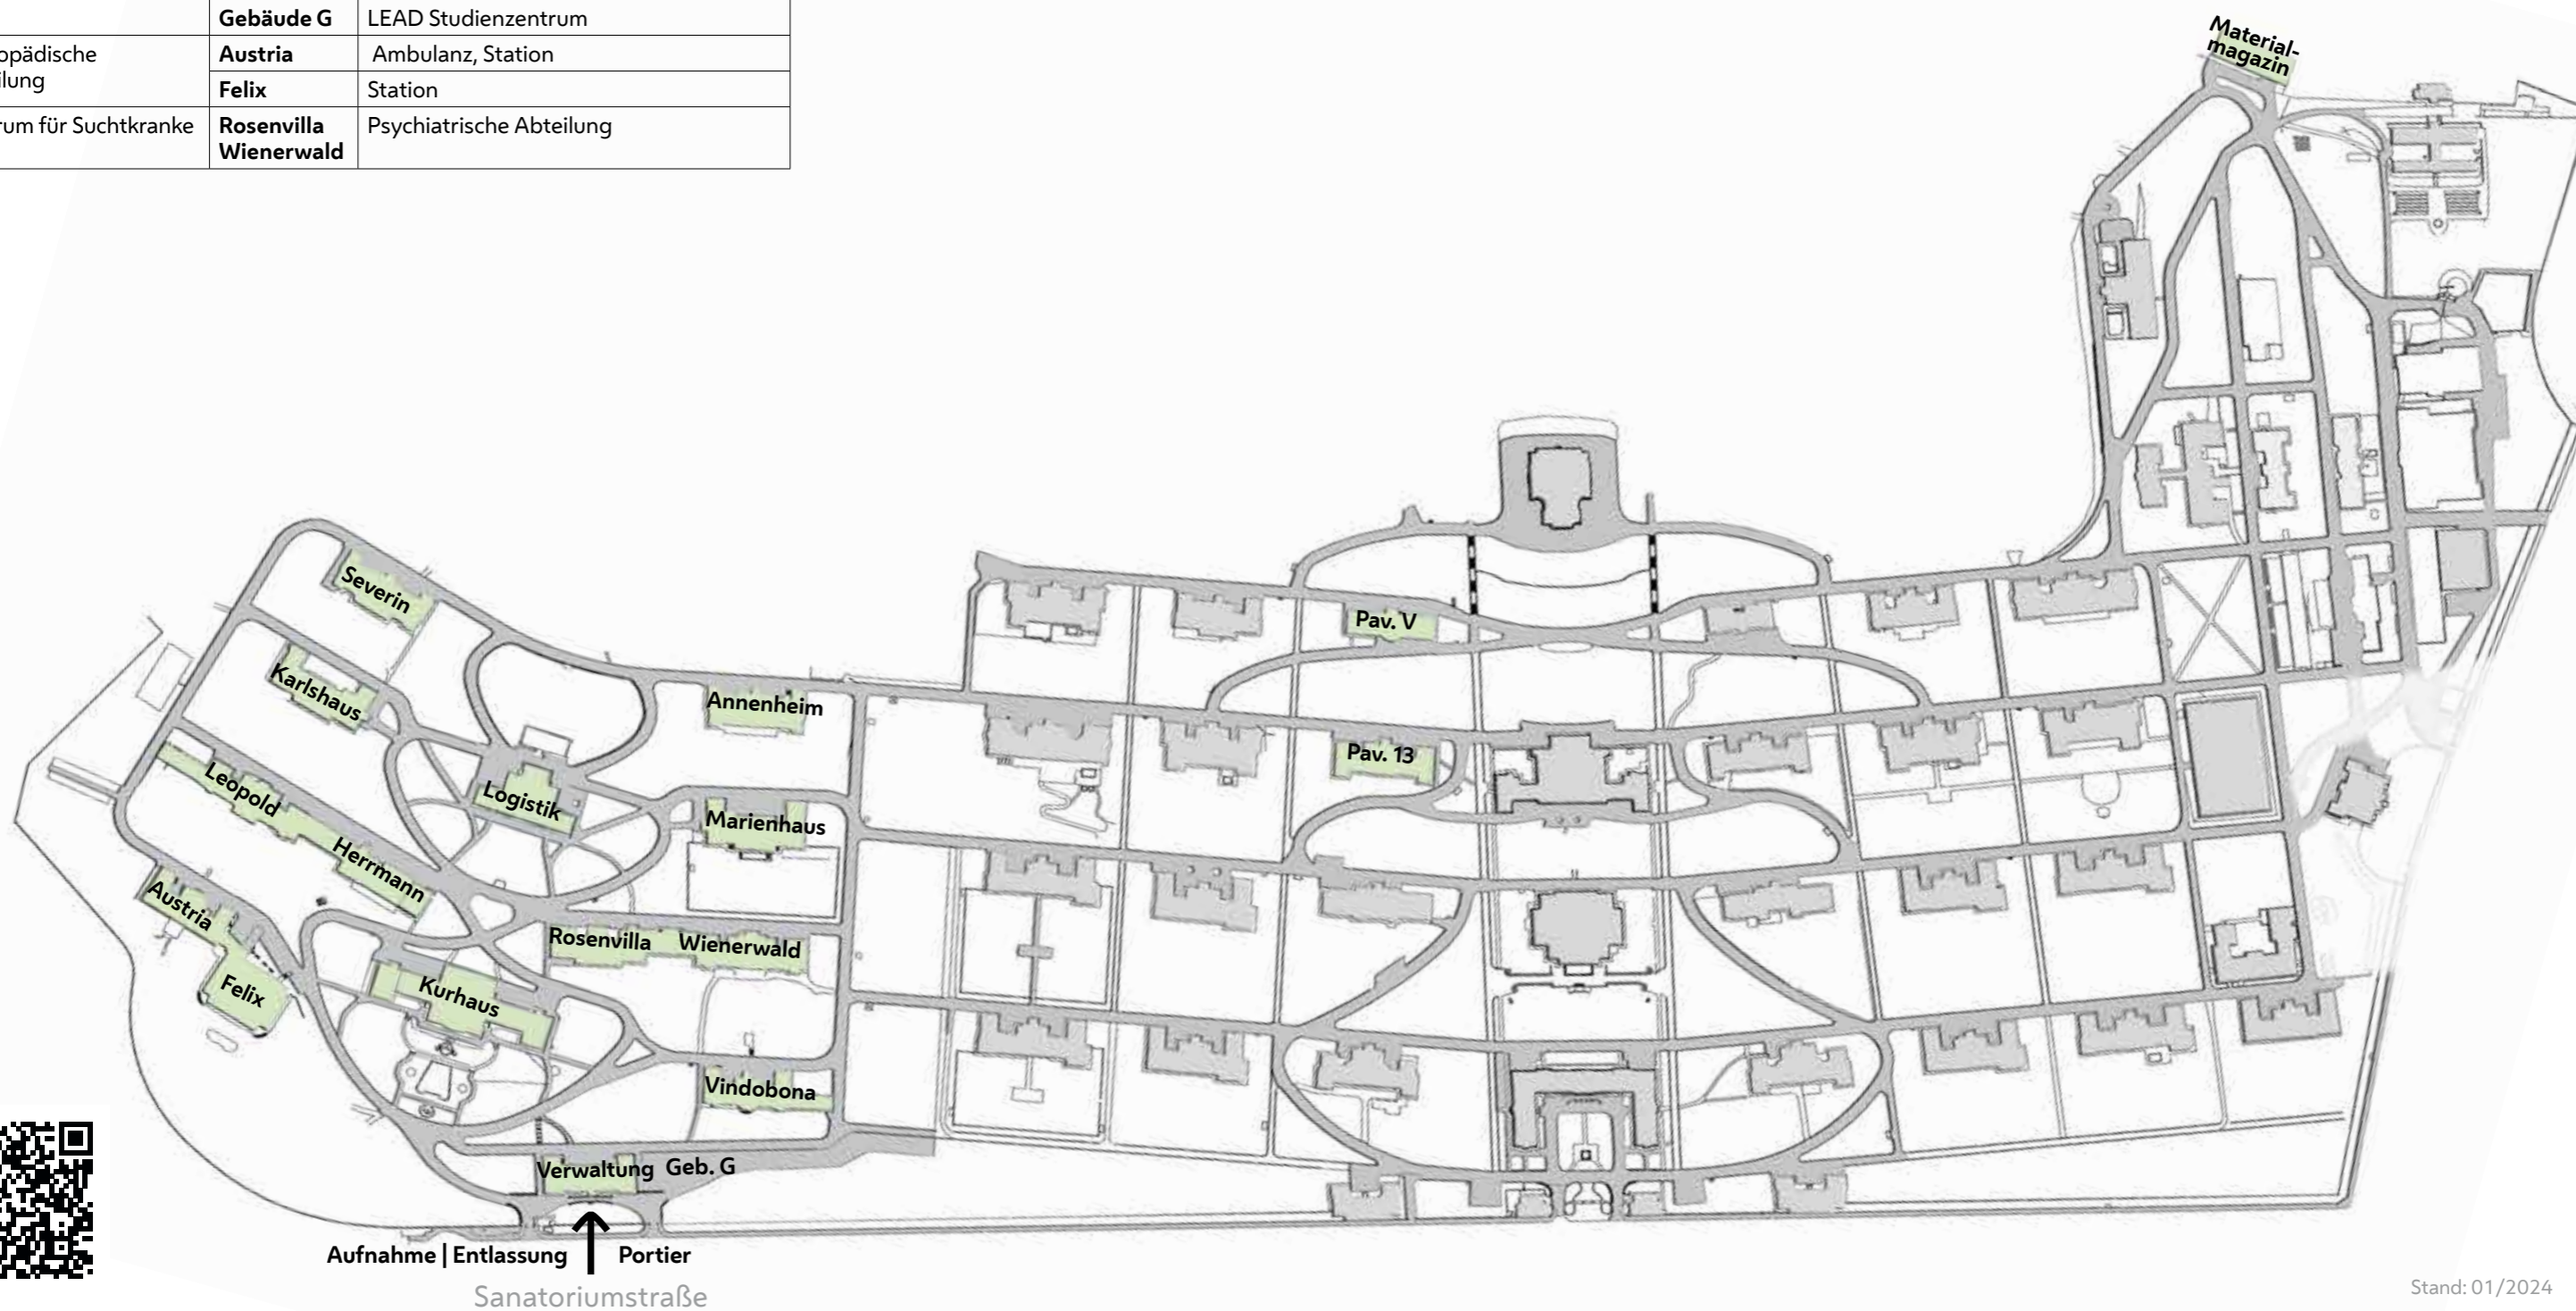 Gebäude G LEAD Studienzentrum
opädische Austria Ambulanz, Station
ilung
Felix Station
rum für Suchtkranke Rosenvilla Psychiatrische Abteilung
Wienerwald
Material-
magazin
Severin
Karlshaus
Annenheim
Pav. V
Pav. 13
Leopold
Logistik
Marienhaus
Herrmann
Austria
Rosenvilla Wienerwald
Felix
Kurhaus
Vindobona
Verwaltung Geb. G
Aufnahme | Entlassung Portier
Sanatoriumstraße
Stand: 01/2024